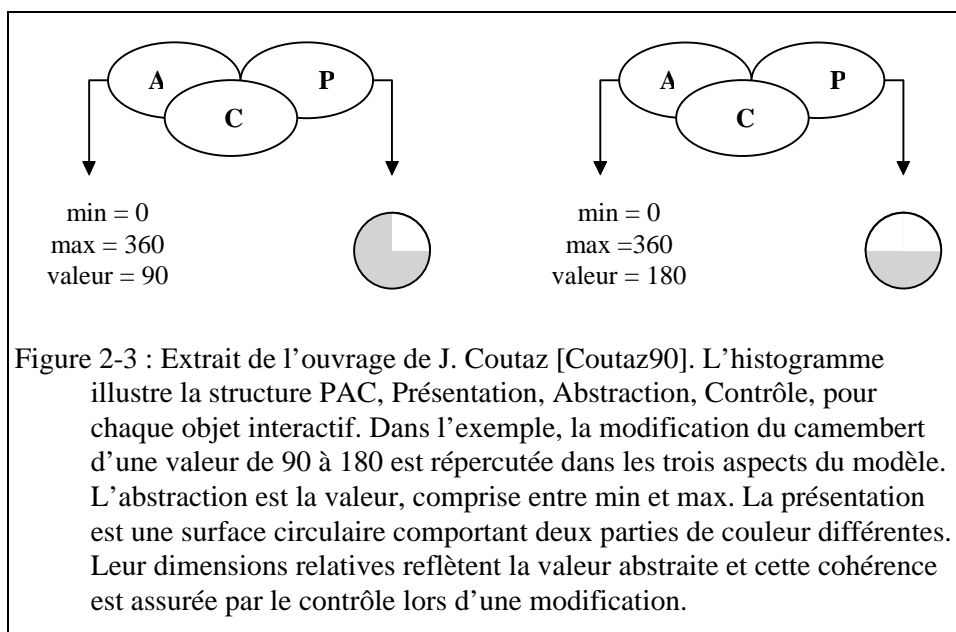 A P A P
C C
min = 0 min = 0
max = 360 max =360
valeur = 90 valeur = 180
Figure 2-3 : Extrait de l’ouvrage de J. Coutaz [Coutaz90]. L’histogramme
illustre la structure PAC, Présentation, Abstraction, Contrôle, pour
chaque objet interactif. Dans l’exemple, la modification du camembert
d’une valeur de 90 à 180 est répercutée dans les trois aspects du modèle.
L’abstraction est la valeur, comprise entre min et max. La présentation
est une surface circulaire comportant deux parties de couleur différentes.
Leur dimensions relatives reflètent la valeur abstraite et cette cohérence
est assurée par le contrôle lors d’une modification.